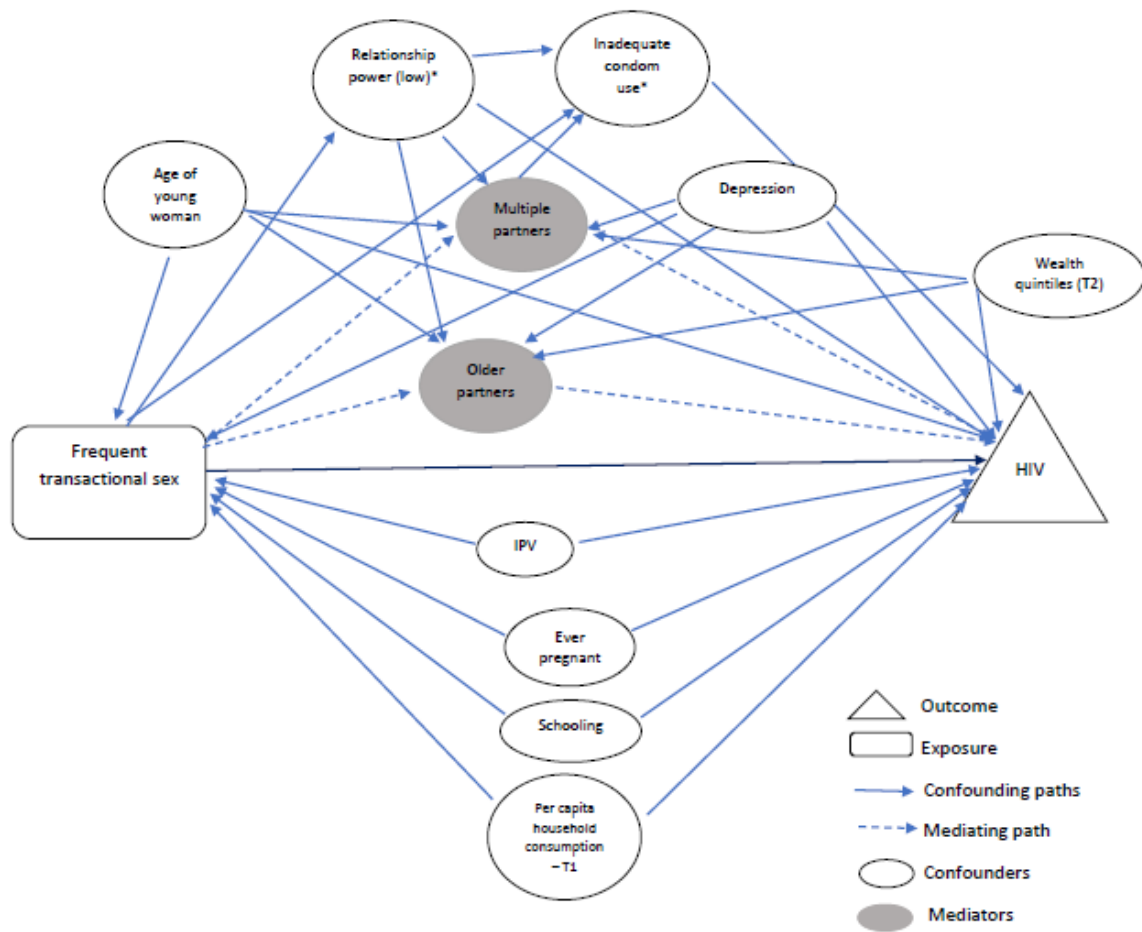 Relationship
power (low)*
Inadequate
condom
use*
Age of
young
woman
Depression
Multiple
partners
Wealth
quintiles (T2)
Older
partners
Frequent
transactional sex
HIV
IPV
Ever
pregnant
Schooling
Per capita
household
consumption
– T1
Outcome
Exposure
Confounding paths
Mediating path
Confounders
Mediators